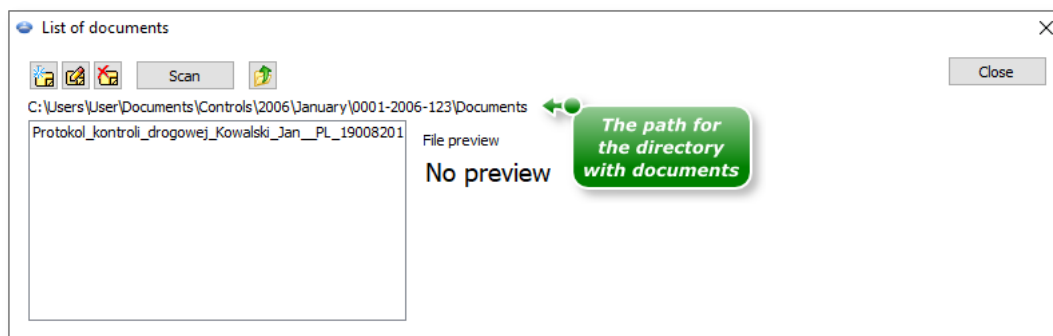 List of documents
Scan
Close
C:\Users\User\Documents\Controls\2006\January\0001-2006-123\Documents
Protokol_kontroli_drogowej_Kowalski_Jan__PL_19008201
File preview
No preview
The path for
the directory
with documents